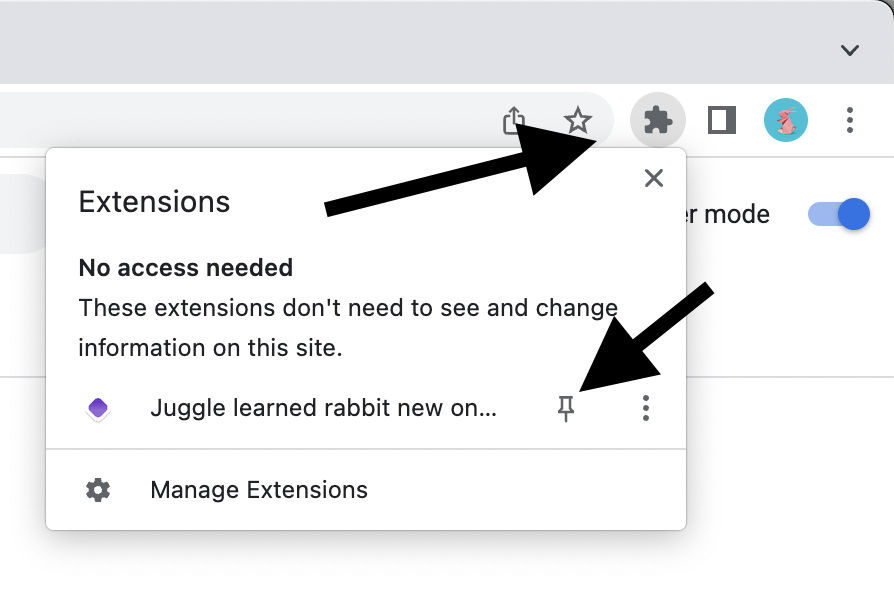 Extensions
er mode
No access needed
These extensions don't need to see and change
information on this site.
Juggle learned rabbit new on...
Manage Extensions